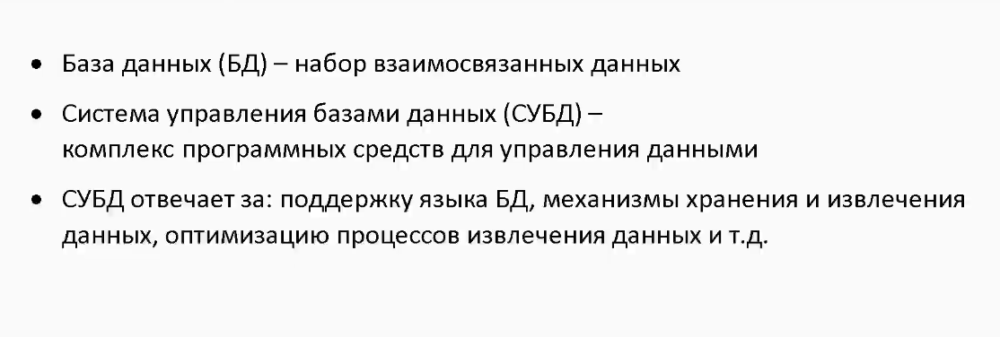 • База данных (БД) – набор взаимосвязанных данных
• Система управления базами данных (СУБД) –
комплекс программных средств для управления данными
• СУБД отвечает за: поддержку языка БД, механизмы хранения и извлечения
данных, оптимизацию процессов извлечения данных и т.д.